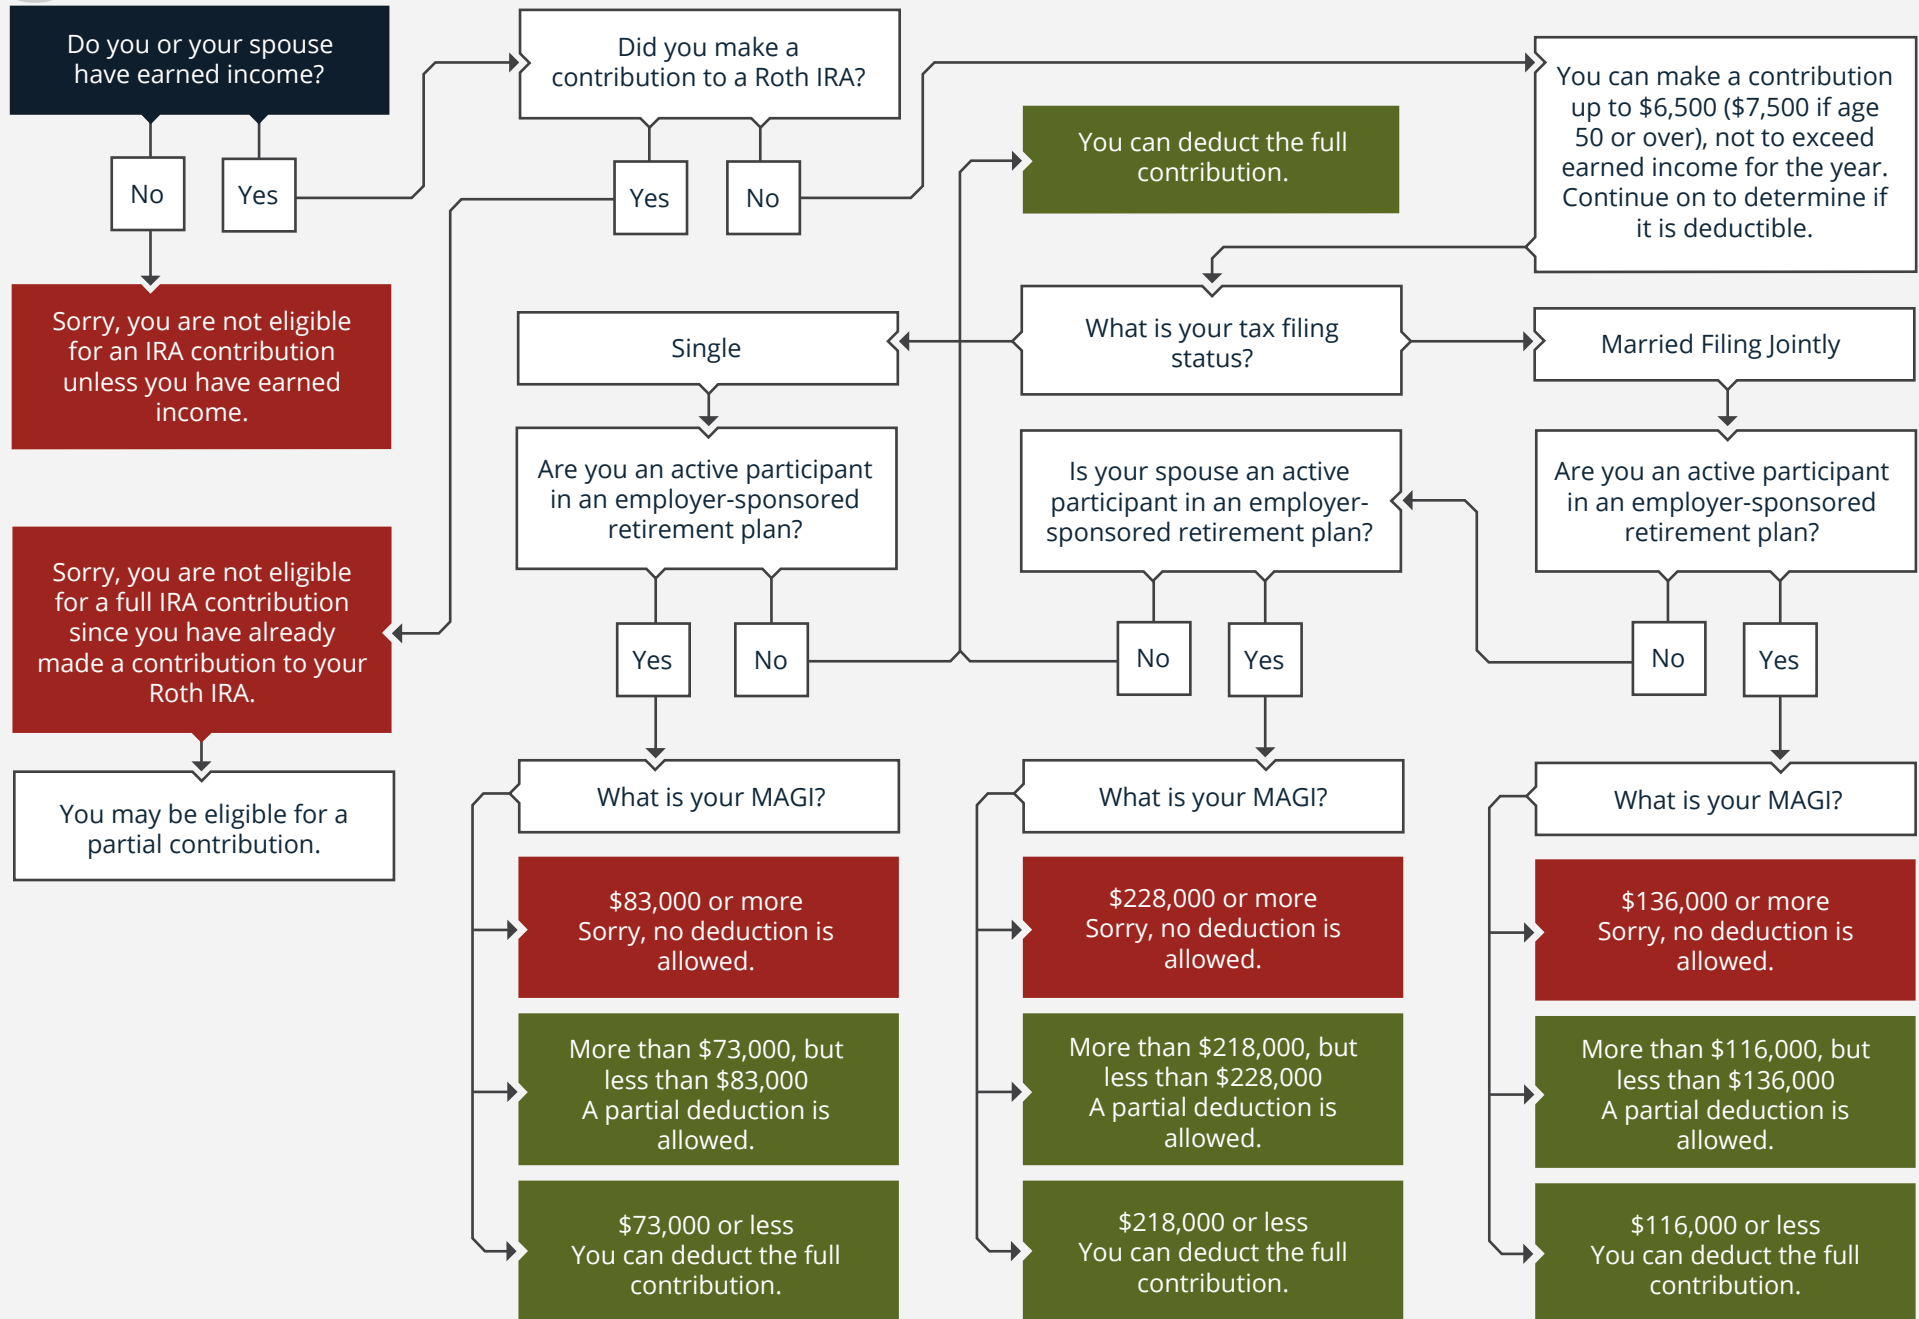 Do you or your spouse
have earned income?
No
Yes
Sorry, you are not eligible
for an IRA contribution
unless you have earned
income.
Did you make a
contribution to a Roth IRA?
Yes
No
Sorry, you are not eligible
for a full IRA contribution
since you have already
made a contribution to your
Roth IRA.
You may be eligible for a
partial contribution.
You can make a contribution
up to $6,500 ($7,500 if age
50 or over), not to exceed
earned income for the year.
Continue on to determine if
it is deductible.
You can deduct the full
contribution.
What is your tax filing
status?
Single
Married Filing Jointly
Are you an active participant
in an employer-sponsored
retirement plan?
Yes
No
Is your spouse an active
participant in an employer-
sponsored retirement plan?
No
Yes
Are you an active participant
in an employer-sponsored
retirement plan?
No
Yes
What is your MAGI?
$83,000 or more
Sorry, no deduction is
allowed.
More than $73,000, but
less than $83,000
A partial deduction is
allowed.
$73,000 or less
You can deduct the full
contribution.
What is your MAGI?
$228,000 or more
Sorry, no deduction is
allowed.
More than $218,000, but
less than $228,000
A partial deduction is
allowed.
$218,000 or less
You can deduct the full
contribution.
What is your MAGI?
$136,000 or more
Sorry, no deduction is
allowed.
More than $116,000, but
less than $136,000
A partial deduction is
allowed.
$116,000 or less
You can deduct the full
contribution.